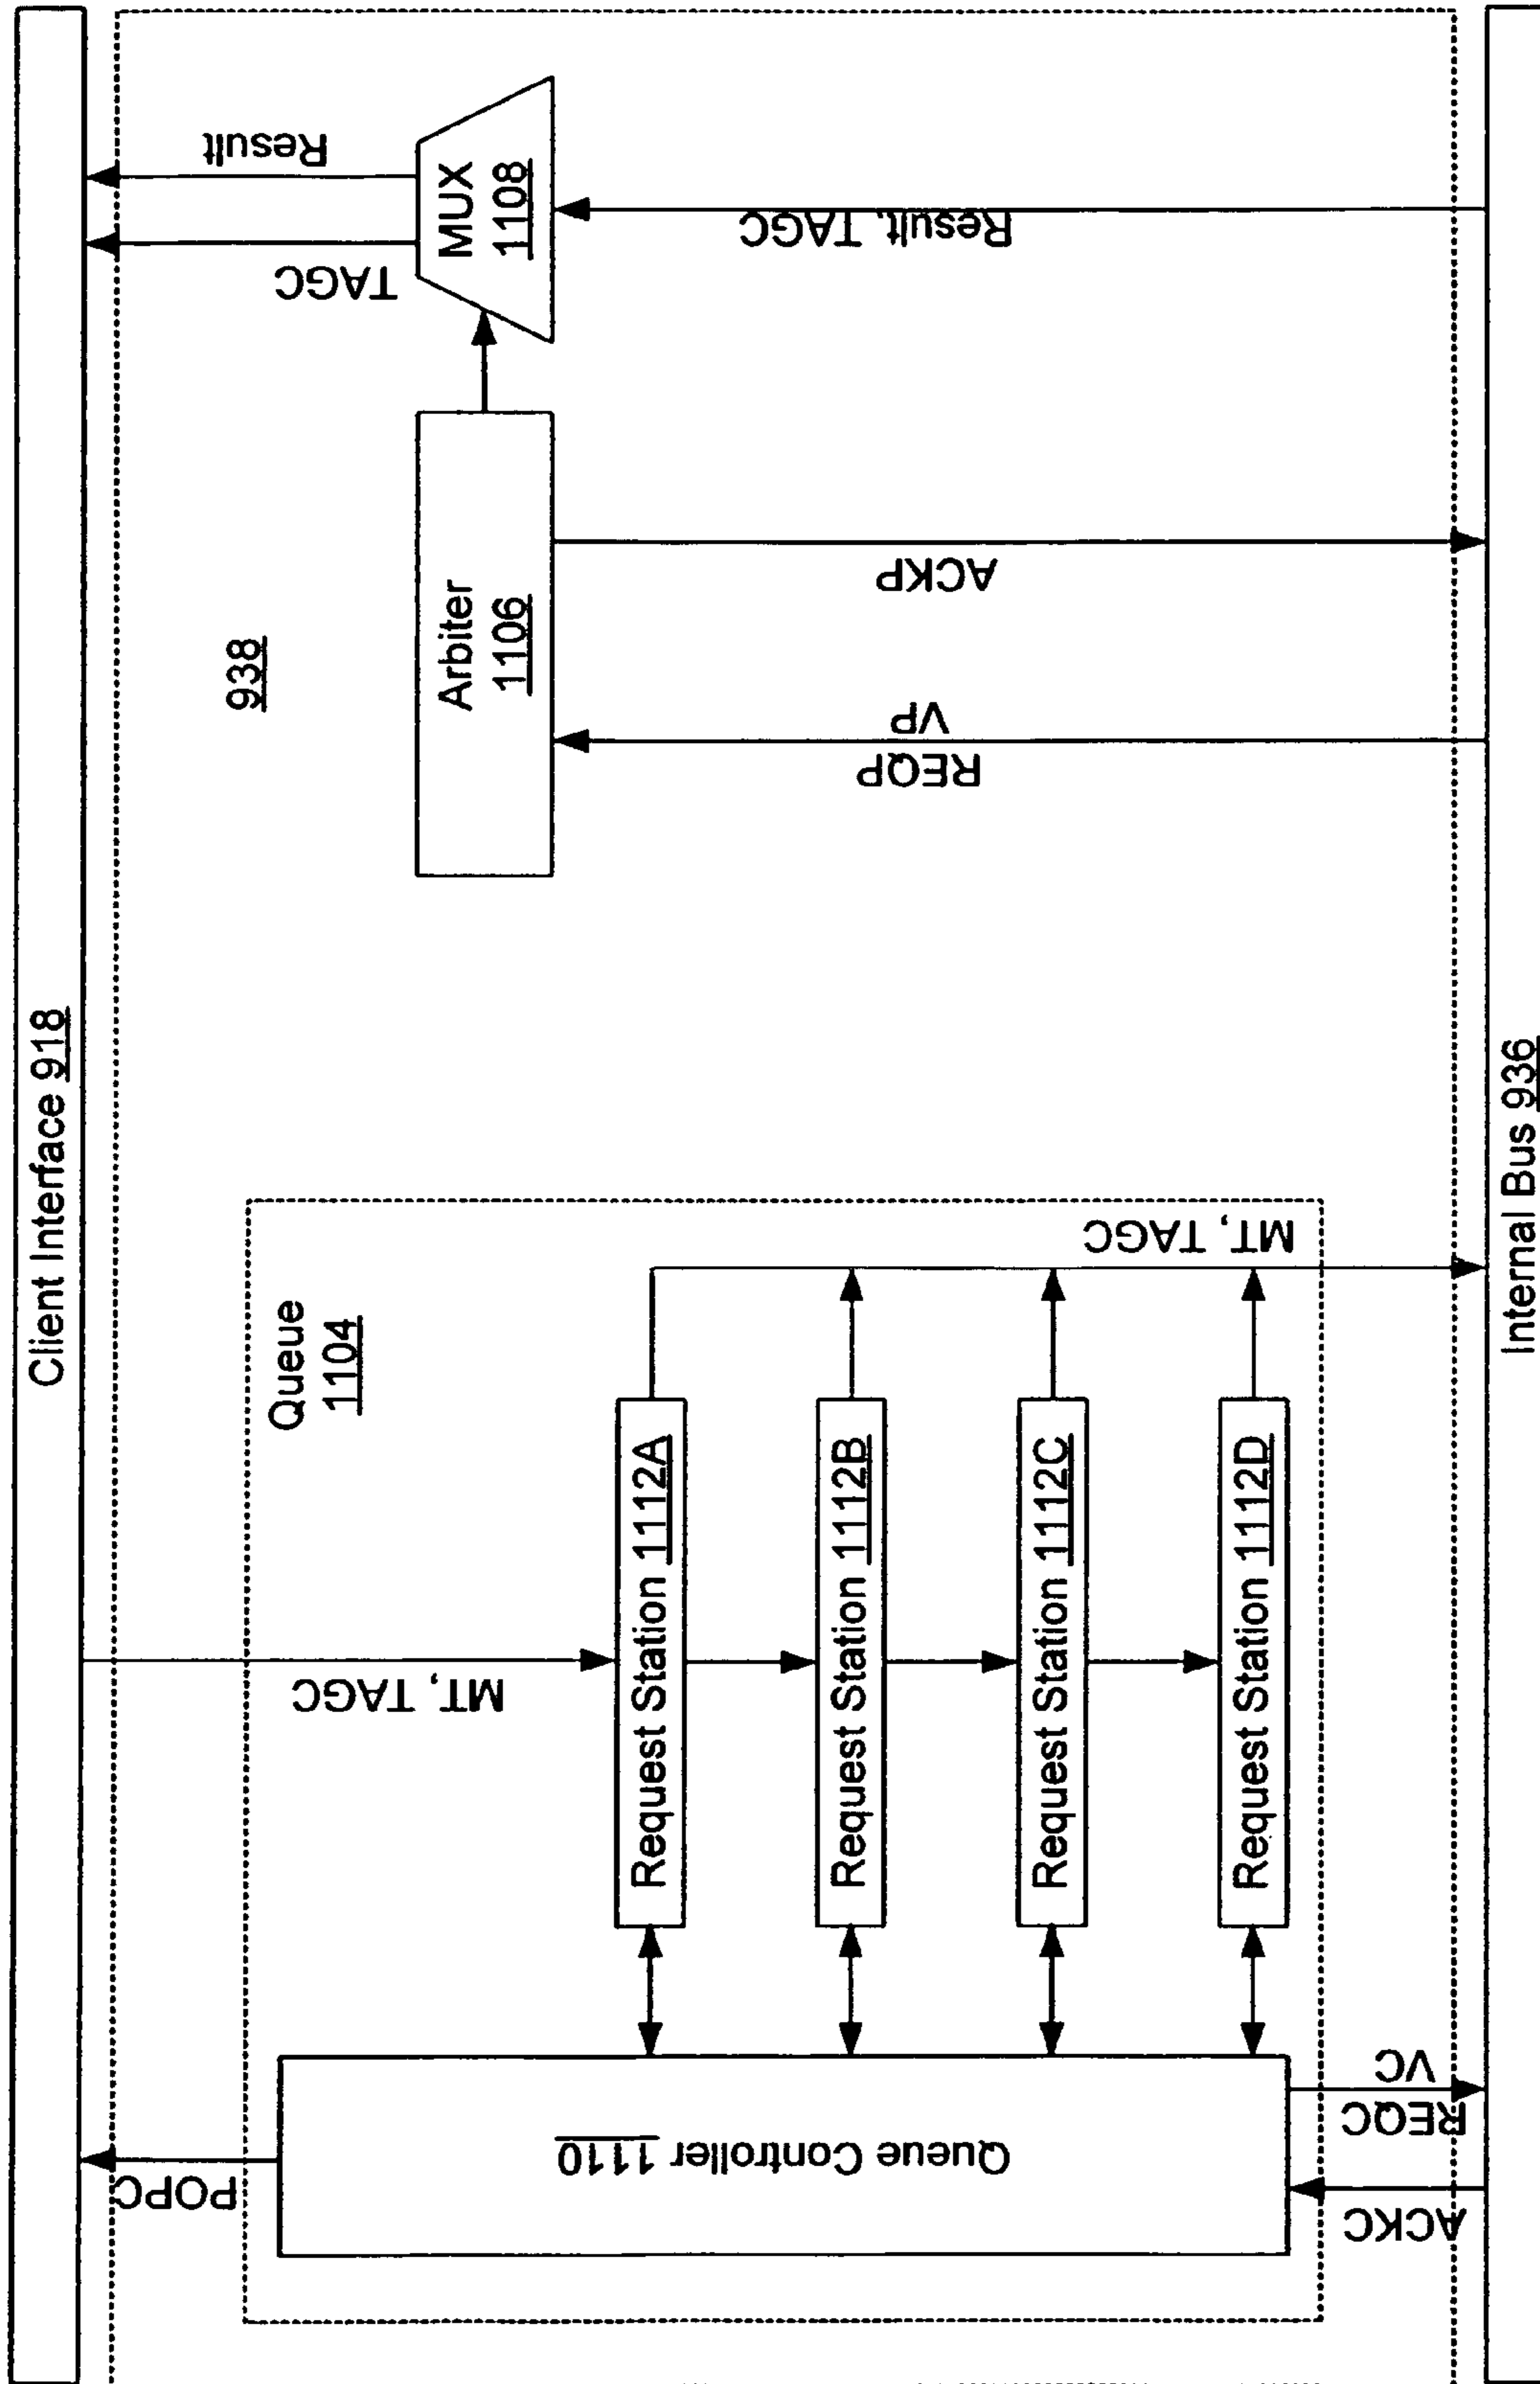 Client Interface 918
938
Queue
1104
POPC
MT, TAGC
TAGC
Result
Queue Controller 1110
Request Station 1112A
Request Station 1112B
Request Station 1112C
Request Station 1112D
MT, TAGC
Arbiter
1106
MUX
1108
ACKC
REQC
VC
REQP
VP
ACKP
Result, TAGC
Internal Bus 936